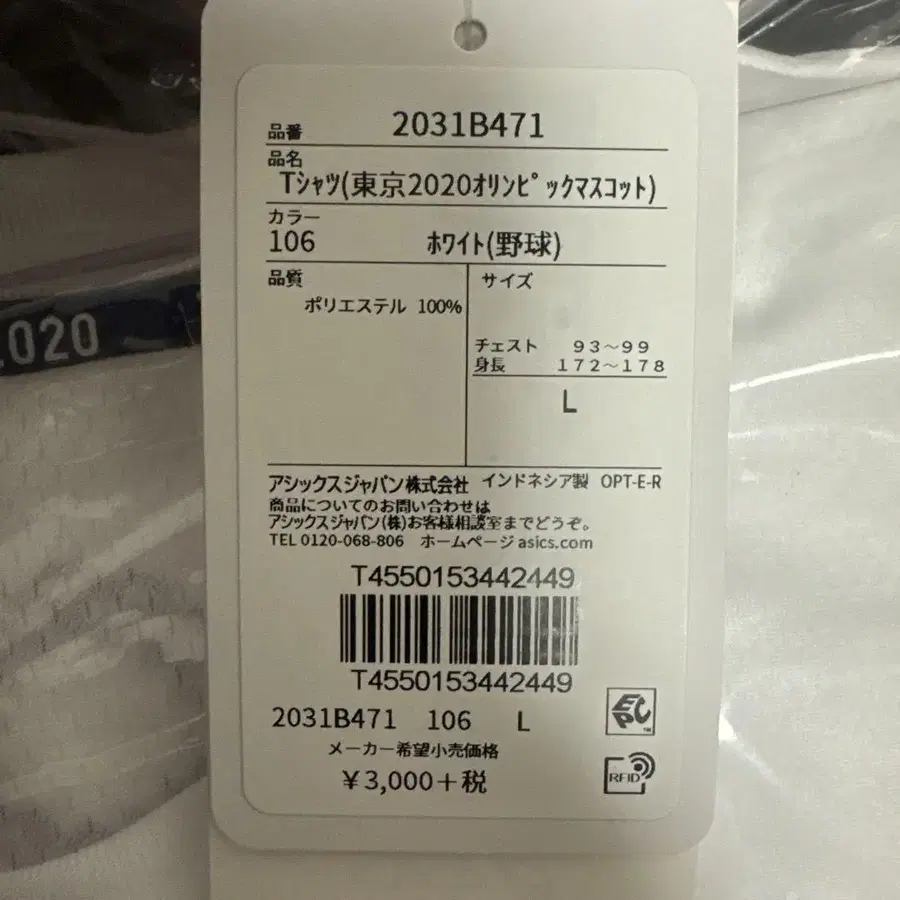 品番 2031B471
品名
Tシャツ(東京2020オリンピックマスコット)
カラー
106 ホワイト(野球)
品質
ポリエステル 100%
サイズ
チェスト 93～99
身長 172～178
L
アシックスジャパン株式会社 インドネシア製 OPT-E-R
商品についてのお問い合わせは
アシックスジャパン(株)お客様相談室までどうぞ。
TEL 0120-068-806 ホームページ asics.com
T4550153442449
T4550153442449
2031B471 106 L
メーカー希望小売価格
¥3,000+税
EPC
TM
RFID
2020